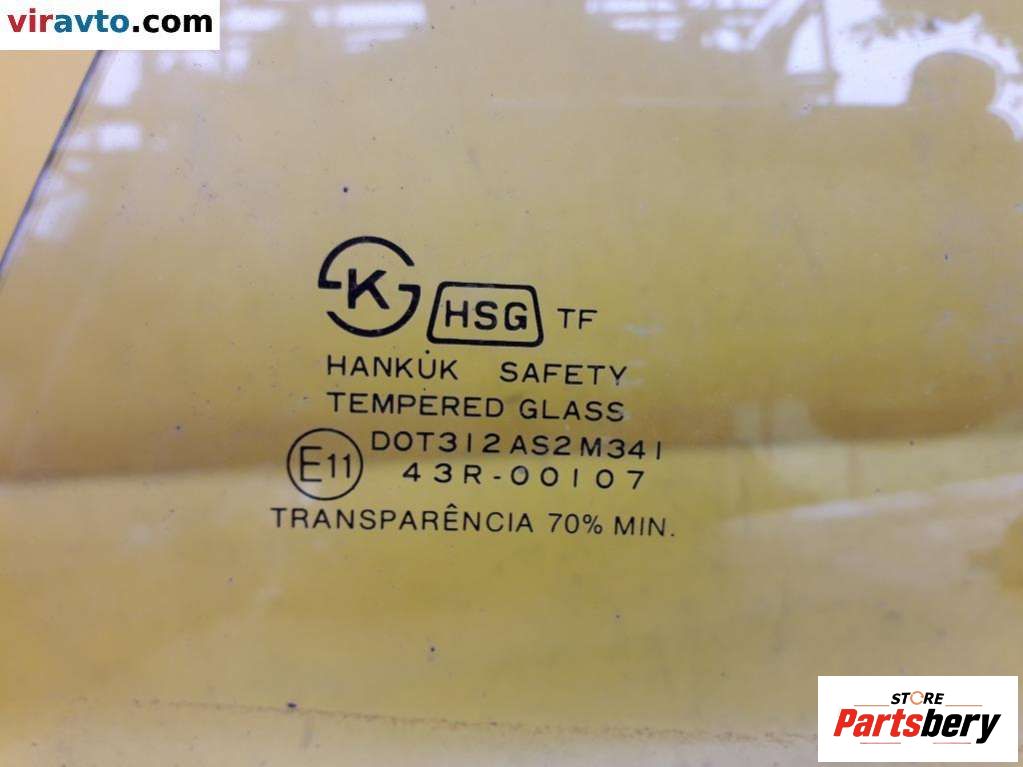 viravto.com
K HSG TF
HANKUK SAFETY
TEMPERED GLASS
DOT312AS2M341
E11 43R-00107
TRANSPARÊNCIA 70% MIN.
STORE
Partsbery